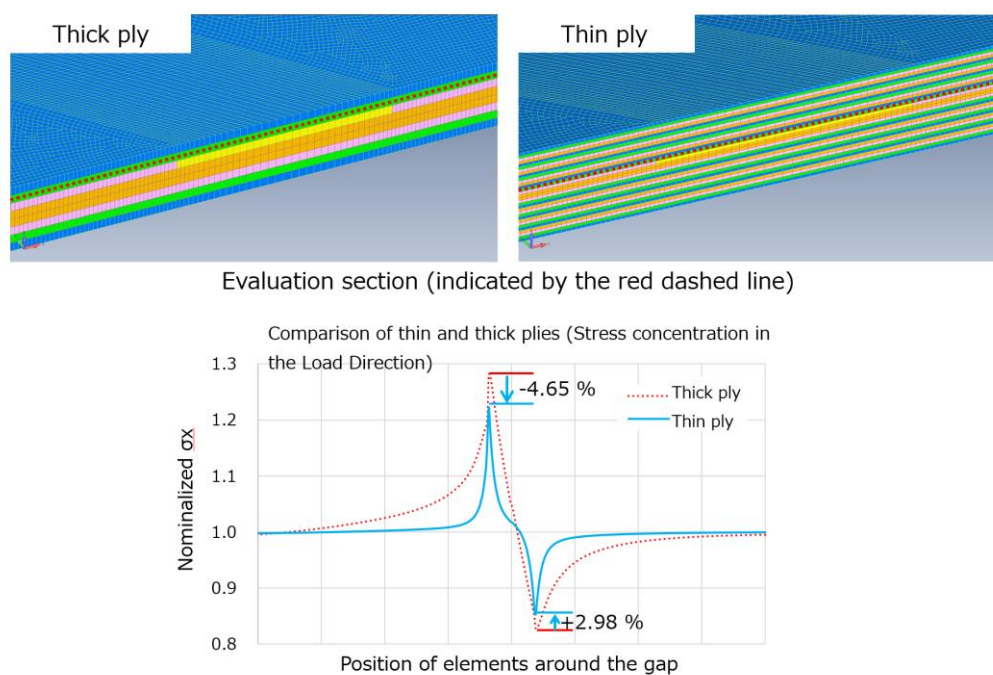 Thick ply
Thin ply
Evaluation section (indicated by the red dashed line)
Comparison of thin and thick plies (Stress concentration in
the Load Direction)
1.3
1.2
1.1
1.0
0.9
0.8
Nominalized σx
-4.65 %
Thick ply
Thin ply
+2.98 %
Position of elements around the gap